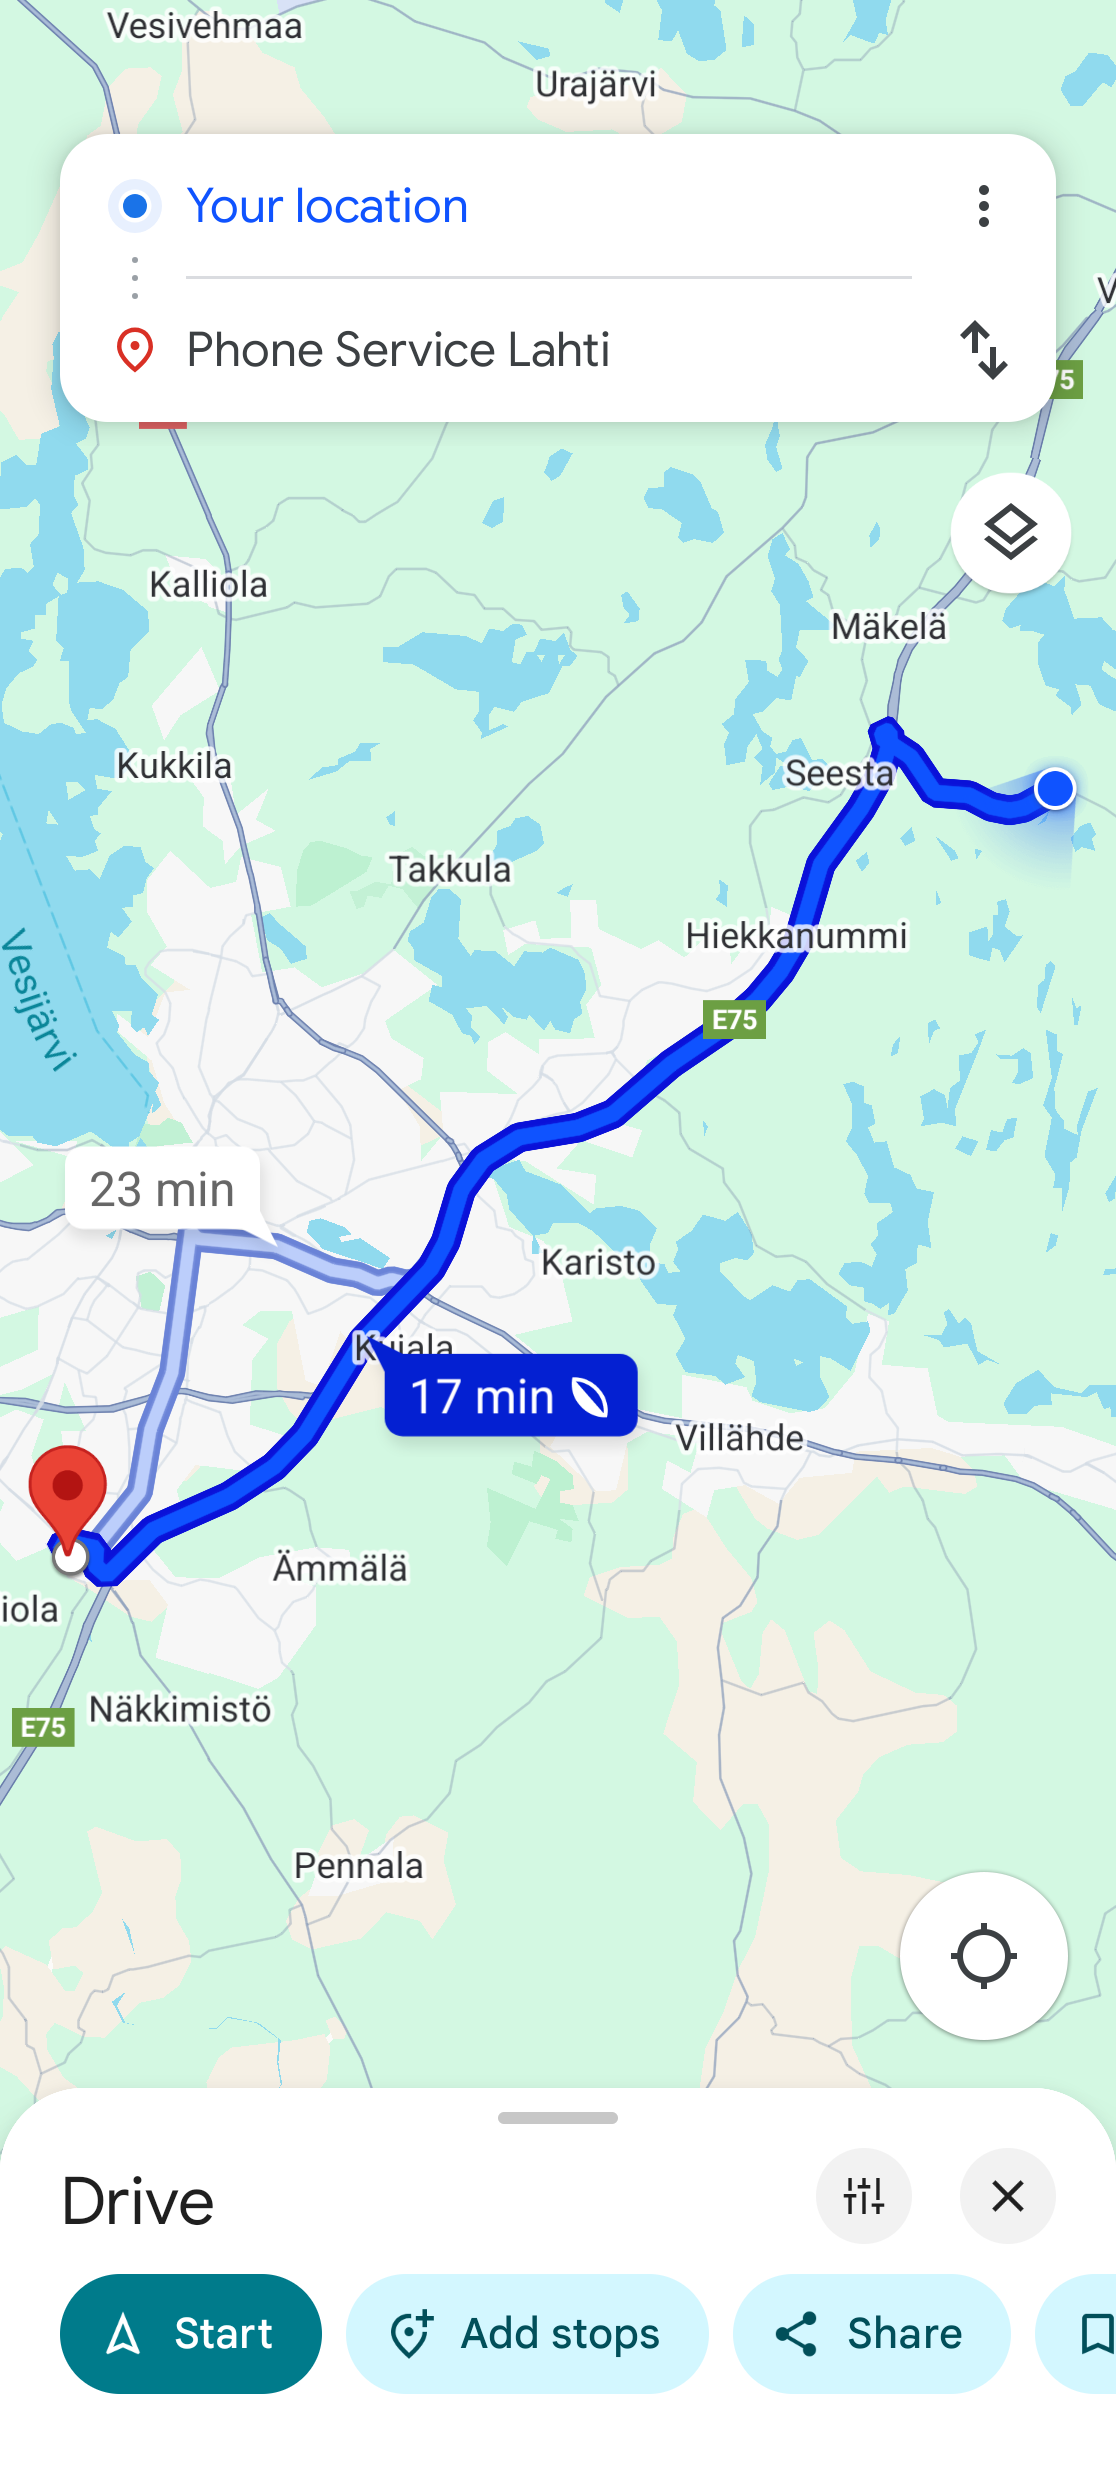 Vesivehmaa
Urajärvi
Your location
Phone Service Lahti
Kalliola
Mäkelä
Kukkila
Seesta
Takkula
Hiekkanummi
Vesijärvi
E75
23 min
Karisto
Kujala
17 min
Villähde
Ämmälä
iola
Näkkimistö
E75
Pennala
Drive
Start
Add stops
Share